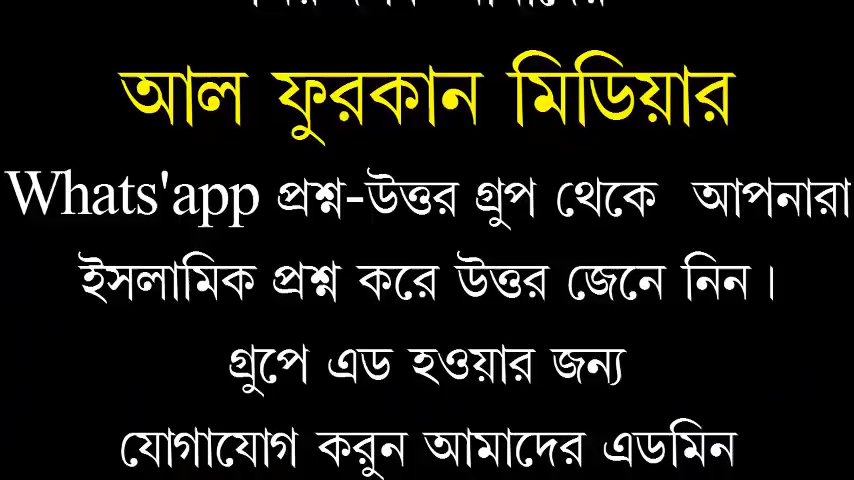 আল ফুরকান মিডিয়ার
Whats'app প্রশ্ন-উত্তর গ্রুপ থেকে আপনারা
ইসলামিক প্রশ্ন করে উত্তর জেনে নিন।
গ্রুপে এড হওয়ার জন্য
যোগাযোগ করুন আমাদের এডমিন